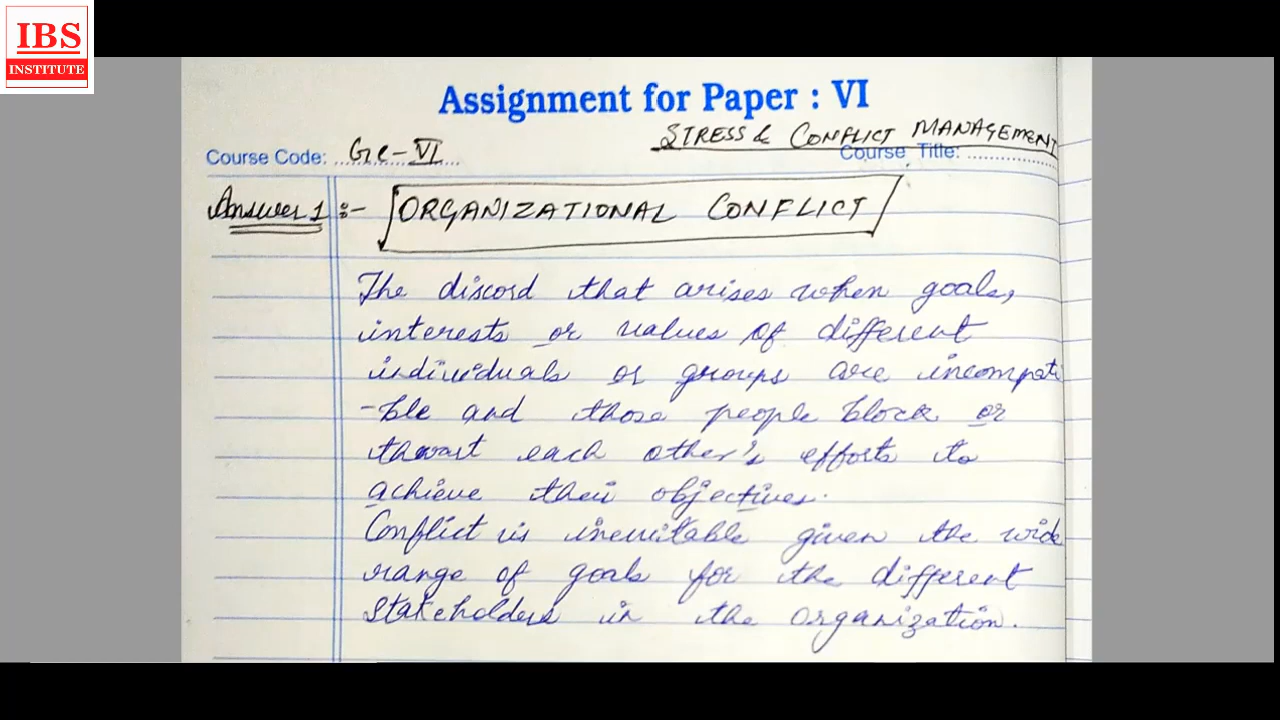 IBS
INSTITUTE
Assignment for Paper : VI
STRESS & CONFLICT MANAGEMENT
Course Code: ...... GE-VI ......
Course Title: ....................
Answer 1 :- ORGANIZATIONAL CONFLICT
The discord that arises when goals,
interests or values of different
individuals or groups are incompati
-ble and those people block or
thwart each other's efforts to
achieve their objectives.
Conflict is inevitable given the wide
range of goals for the different
stakeholders in the organization.